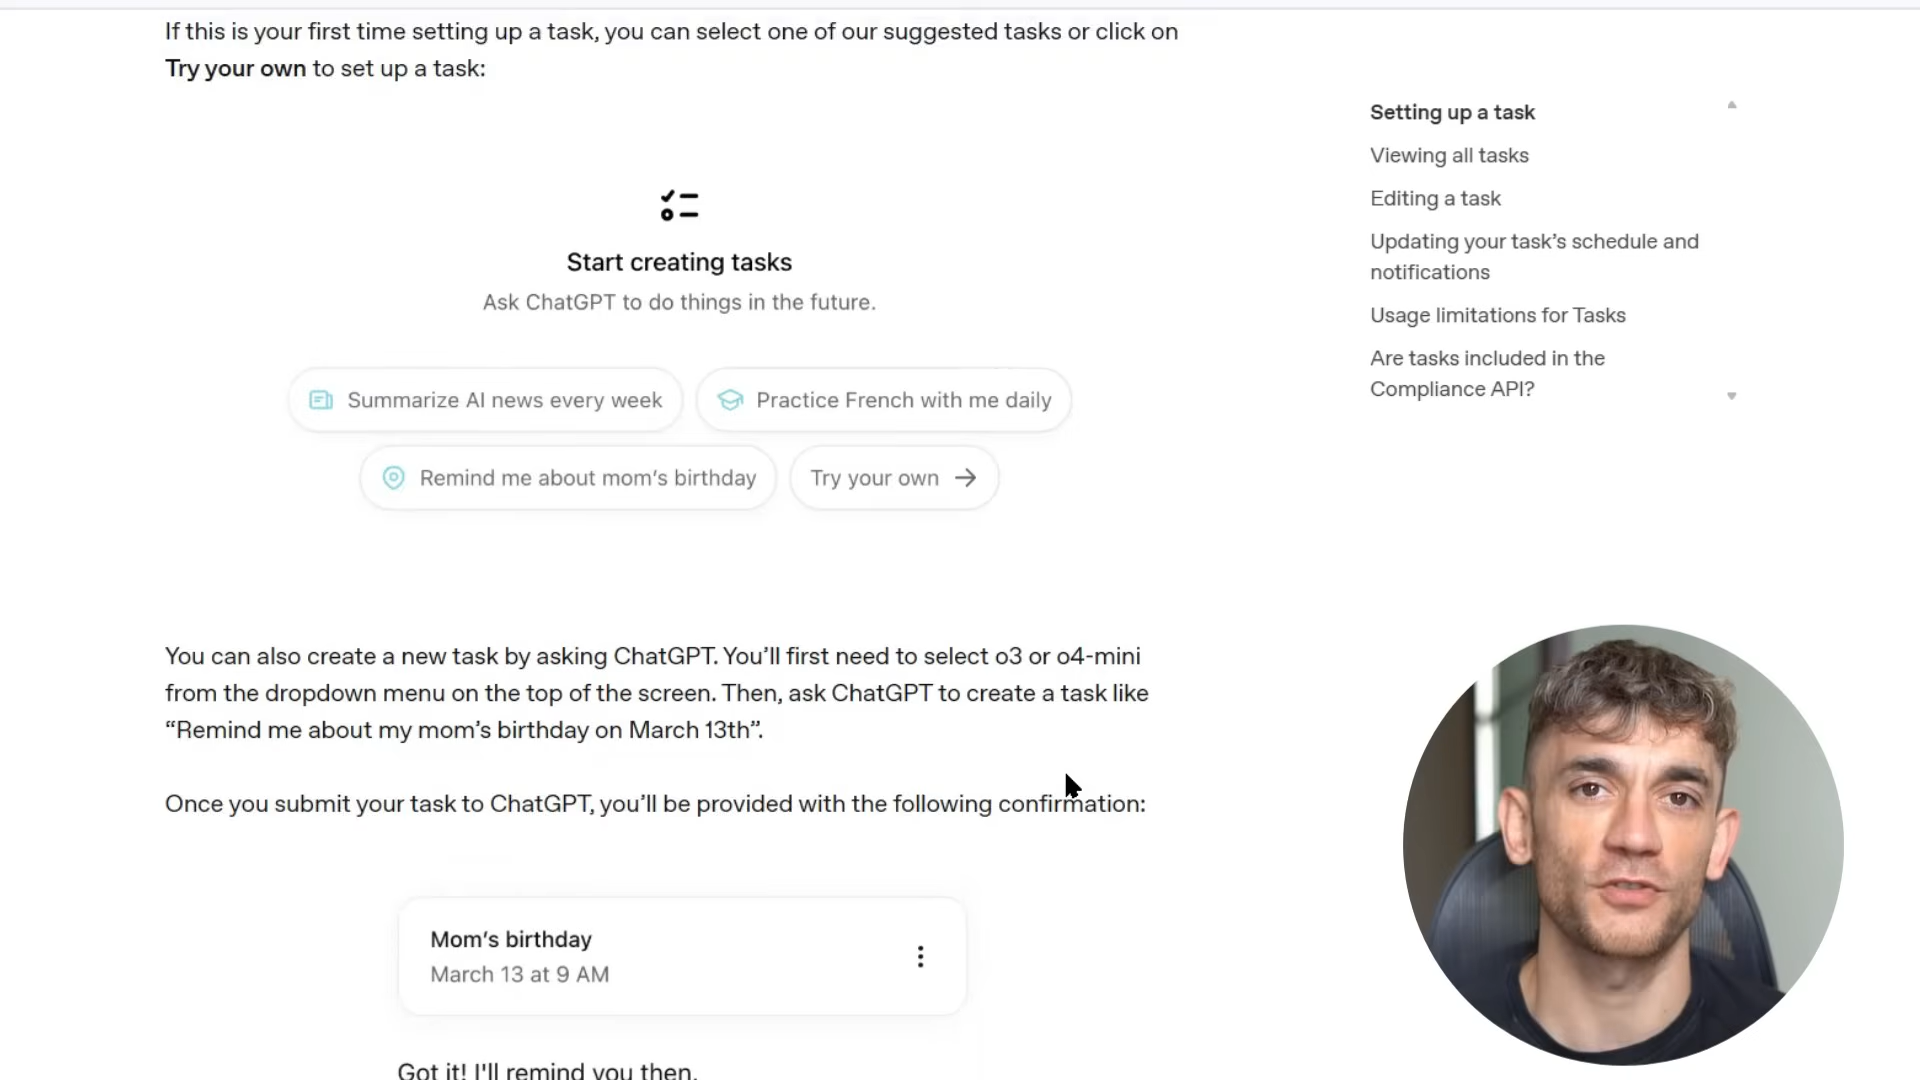 If this is your first time setting up a task, you can select one of our suggested tasks or click on
Try your own to set up a task:
Start creating tasks
Ask ChatGPT to do things in the future.
Summarize AI news every week
Practice French with me daily
Remind me about mom's birthday
Try your own →
You can also create a new task by asking ChatGPT. You’ll first need to select o3 or o4-mini
from the dropdown menu on the top of the screen. Then, ask ChatGPT to create a task like
“Remind me about my mom’s birthday on March 13th”.
Once you submit your task to ChatGPT, you’ll be provided with the following confirmation:
Mom's birthday
March 13 at 9 AM
Got it! I'll remind you then.
Setting up a task
Viewing all tasks
Editing a task
Updating your task’s schedule and
notifications
Usage limitations for Tasks
Are tasks included in the
Compliance API?